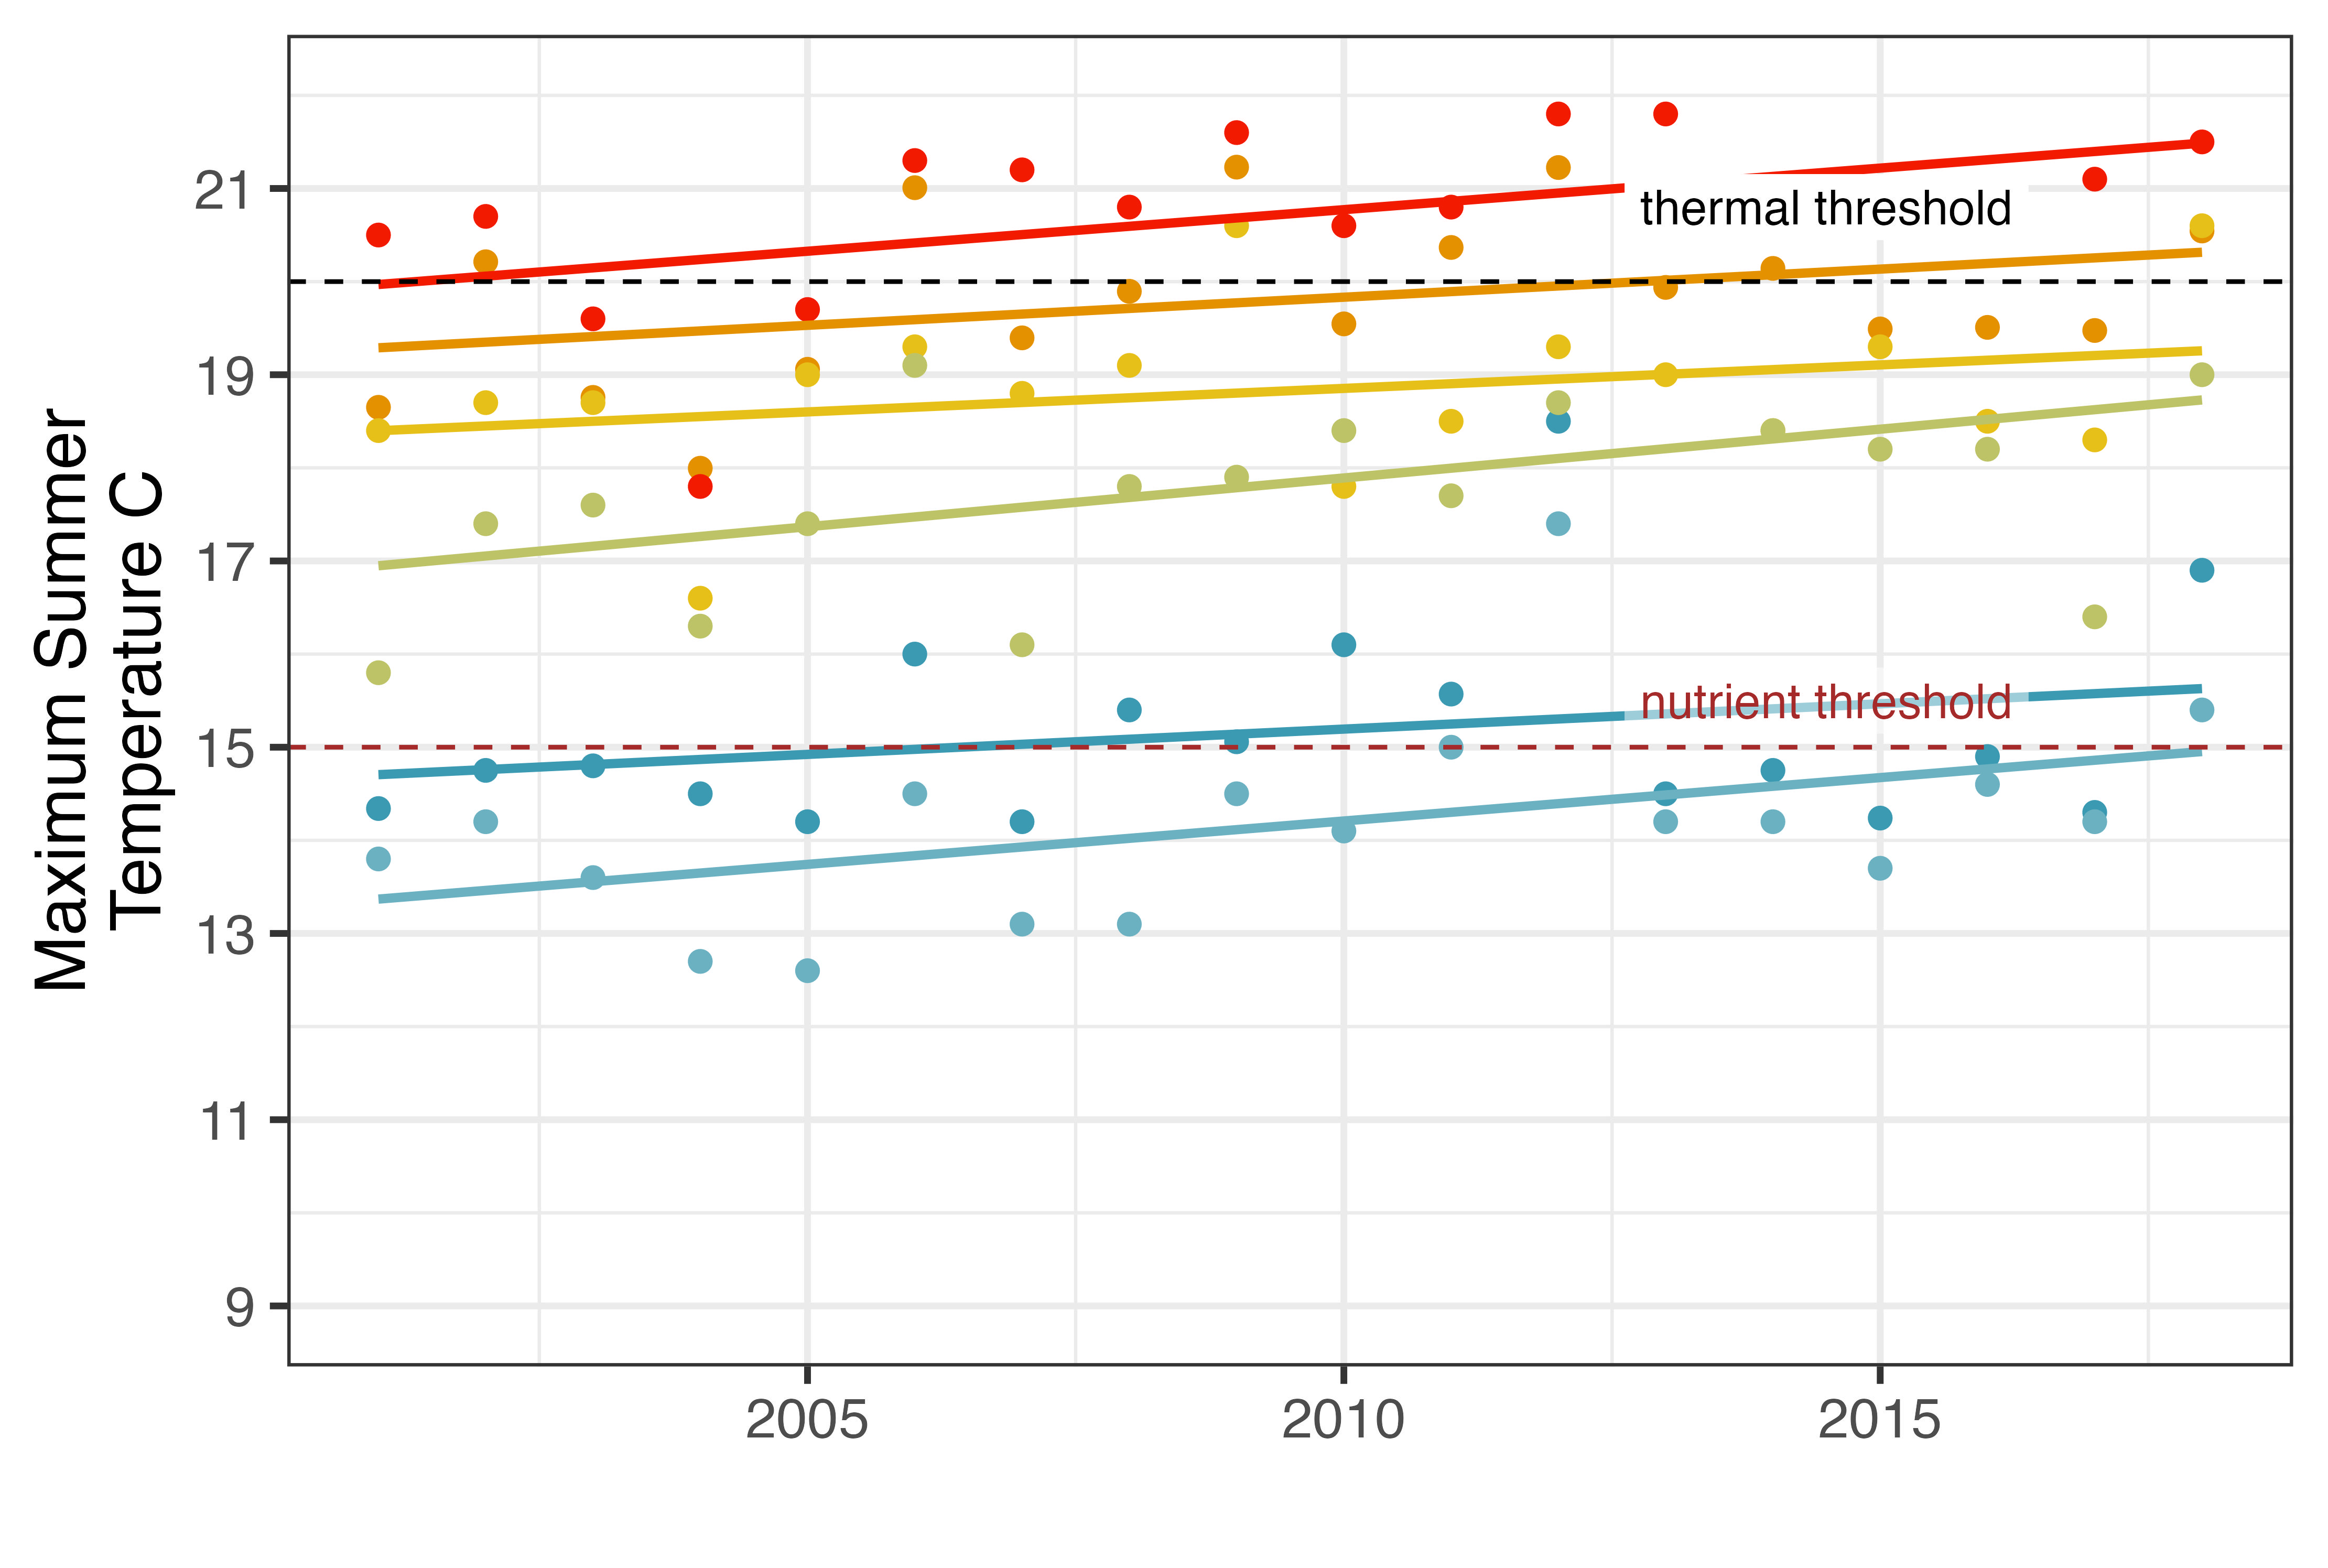 Maximum Summer
Temperature C
21
19
17
15
13
11
9
thermal threshold
nutrient threshold
2005
2010
2015